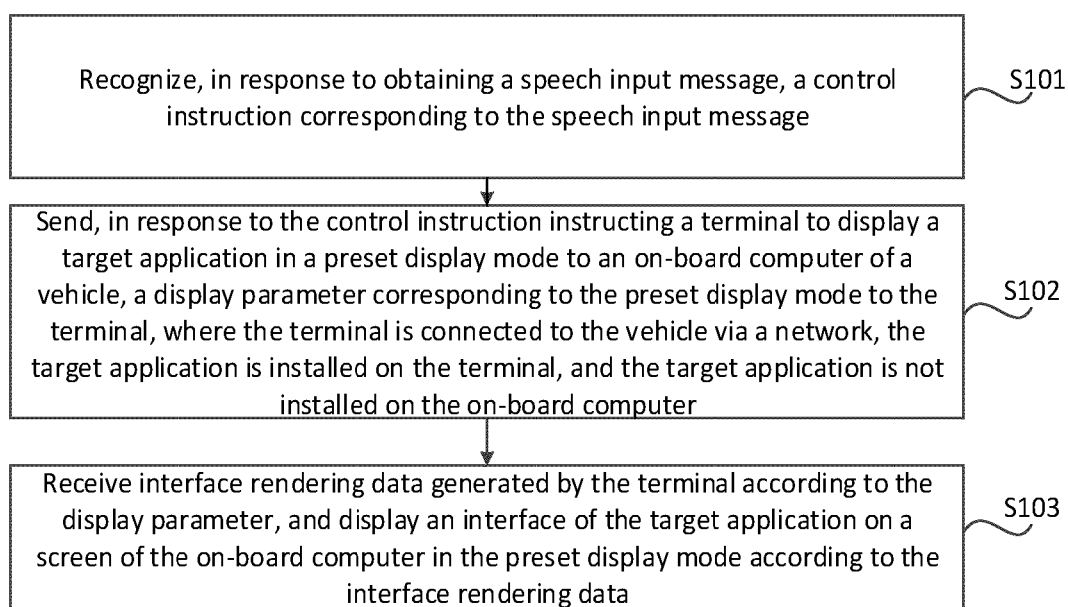 Recognize, in response to obtaining a speech input message, a control
instruction corresponding to the speech input message
S101
Send, in response to the control instruction instructing a terminal to display a
target application in a preset display mode to an on-board computer of a
vehicle, a display parameter corresponding to the preset display mode to the
terminal, where the terminal is connected to the vehicle via a network, the
target application is installed on the terminal, and the target application is not
installed on the on-board computer
S102
Receive interface rendering data generated by the terminal according to the
display parameter, and display an interface of the target application on a
screen of the on-board computer in the preset display mode according to the
interface rendering data
S103